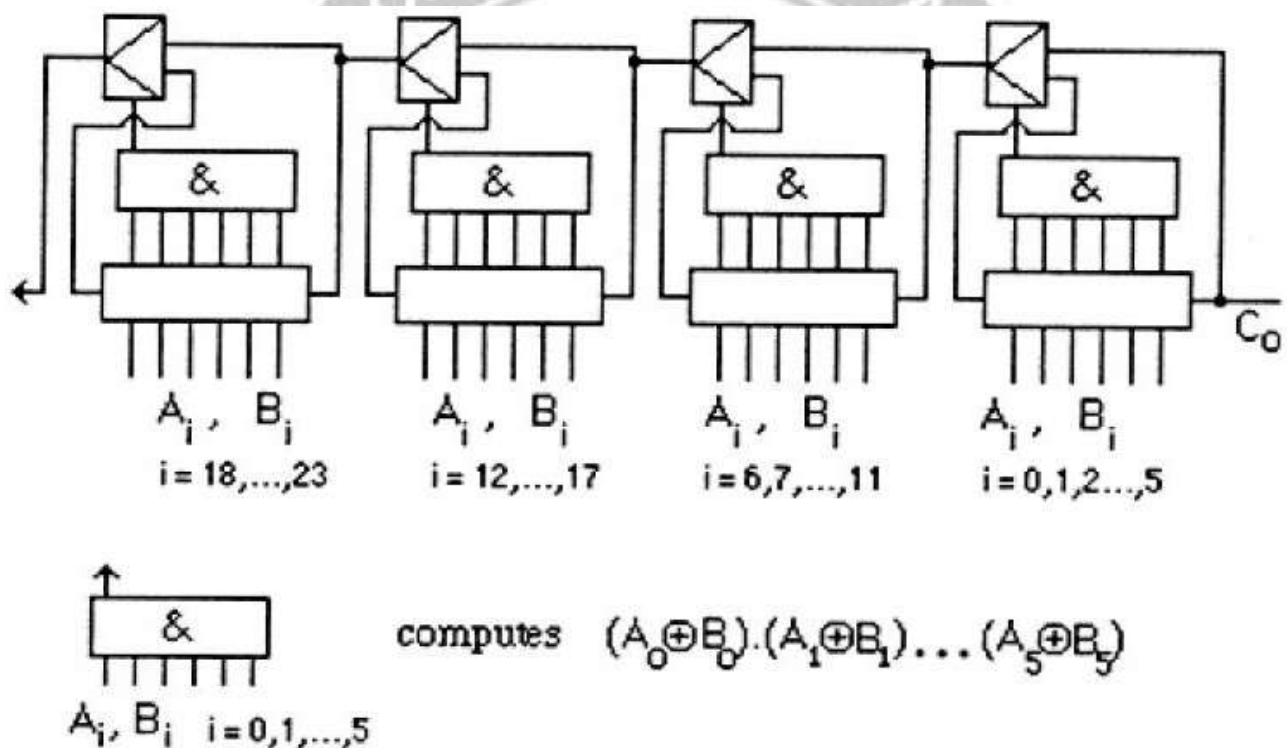 & & & &
C₀
Aᵢ , Bᵢ Aᵢ , Bᵢ Aᵢ , Bᵢ Aᵢ , Bᵢ
i = 18,...,23 i = 12,...,17 i = 6,7,...,11 i = 0,1,2...,5
& computes (A₀⊕B₀).(A₁⊕B₁)...(A₅⊕B₅)
Aᵢ, Bᵢ i = 0,1,...,5